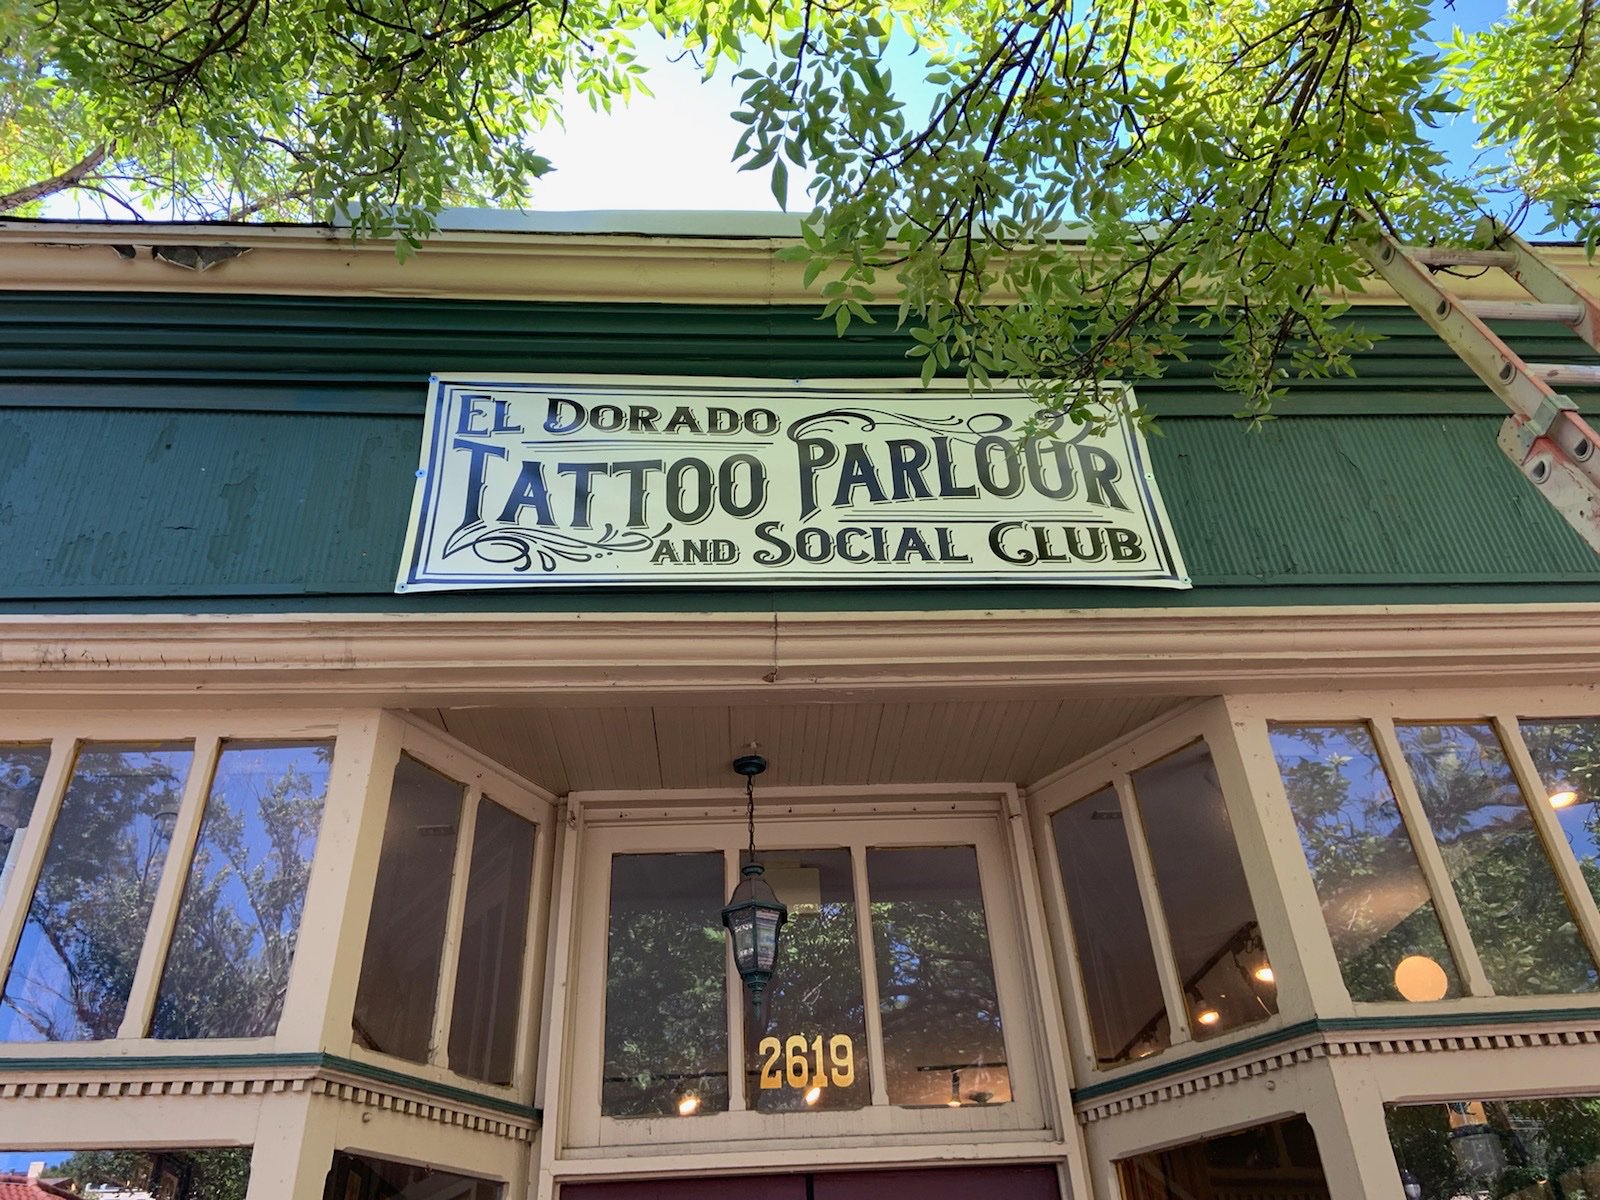 El Dorado
Tattoo Parlour
and Social Club
2619